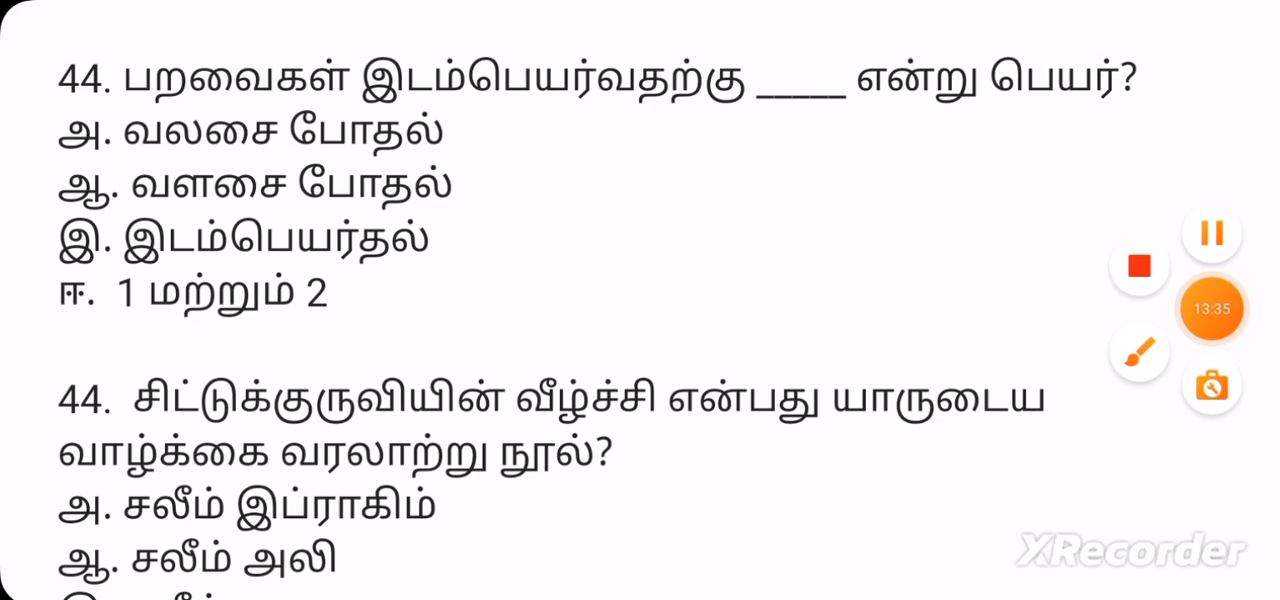 44. பறவைகள் இடம்பெயர்வதற்கு _____ என்று பெயர்?
அ. வலசை போதல்
ஆ. வளசை போதல்
இ. இடம்பெயர்தல்
ஈ. 1 மற்றும் 2
13:35
44. சிட்டுக்குருவியின் வீழ்ச்சி என்பது யாருடைய
வாழ்க்கை வரலாற்று நூல்?
அ. சலீம் இப்ராகிம்
ஆ. சலீம் அலி
XRecorder